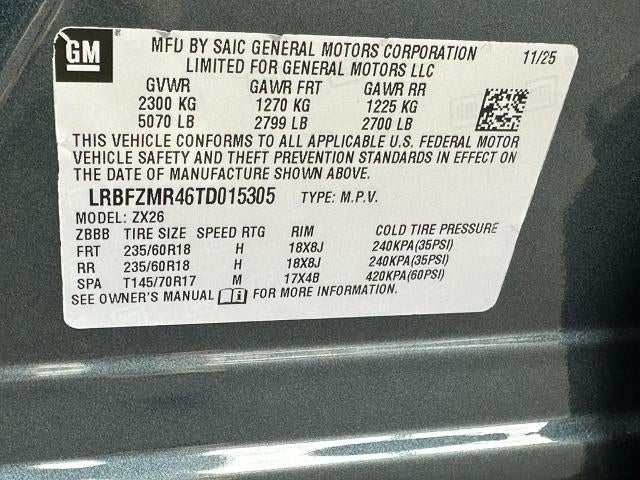 GM
MFD BY SAIC GENERAL MOTORS CORPORATION 11/25
LIMITED FOR GENERAL MOTORS LLC
GVWR GAWR FRT GAWR RR
2300 KG 1270 KG 1225 KG
5070 LB 2799 LB 2700 LB
THIS VEHICLE CONFORMS TO ALL APPLICABLE U.S. FEDERAL MOTOR
VEHICLE SAFETY AND THEFT PREVENTION STANDARDS IN EFFECT ON
THE DATE OF MANUFACTURE SHOWN ABOVE.
LRBFZMR46TD015305 TYPE: M.P.V.
MODEL: ZX26
ZBBB TIRE SIZE SPEED RTG RIM COLD TIRE PRESSURE
FRT 235/60R18 H 18X8J 240KPA(35PSI)
RR 235/60R18 H 18X8J 240KPA(35PSI)
SPA T145/70R17 M 17X4B 420KPA(60PSI)
SEE OWNER'S MANUAL FOR MORE INFORMATION.